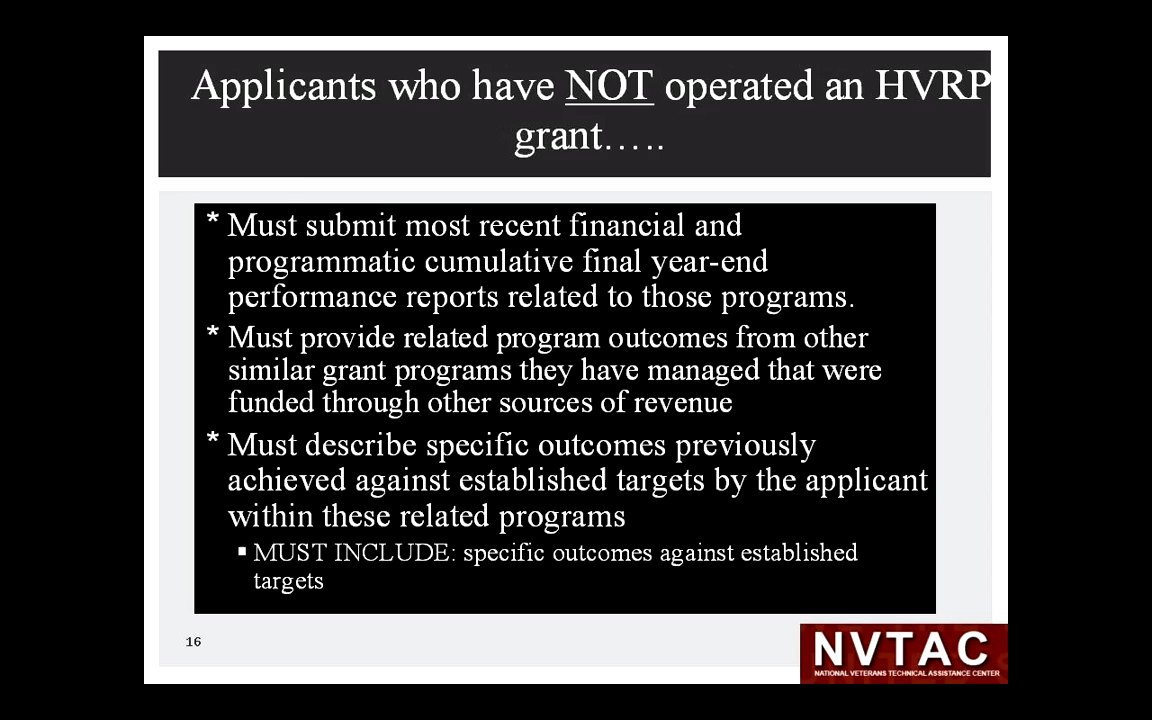 Applicants who have NOT operated an HVRP
grant…..
* Must submit most recent financial and
programmatic cumulative final year-end
performance reports related to those programs.
* Must provide related program outcomes from other
similar grant programs they have managed that were
funded through other sources of revenue
* Must describe specific outcomes previously
achieved against established targets by the applicant
within these related programs
▪ MUST INCLUDE: specific outcomes against established
targets
16
NVTAC
NATIONAL VETERANS TECHNICAL ASSISTANCE CENTER